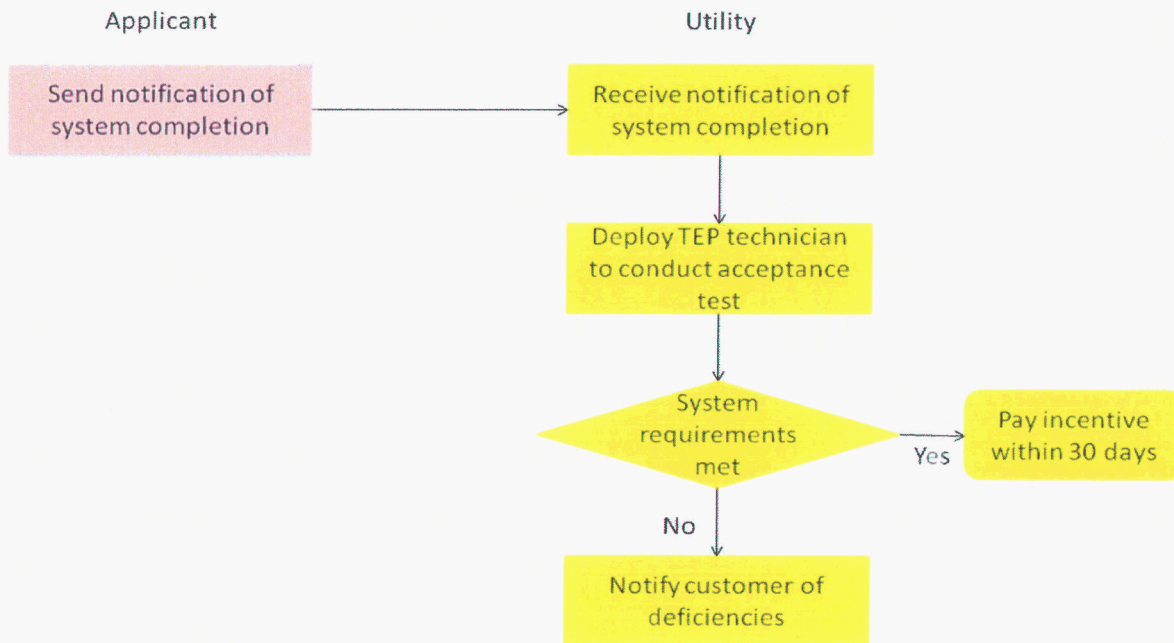 Applicant
Utility
Send notification of
system completion
Receive notification of
system completion
Deploy TEP technician
to conduct acceptance
test
System
requirements
met
Yes
Pay incentive
within 30 days
No
Notify customer of
deficiencies